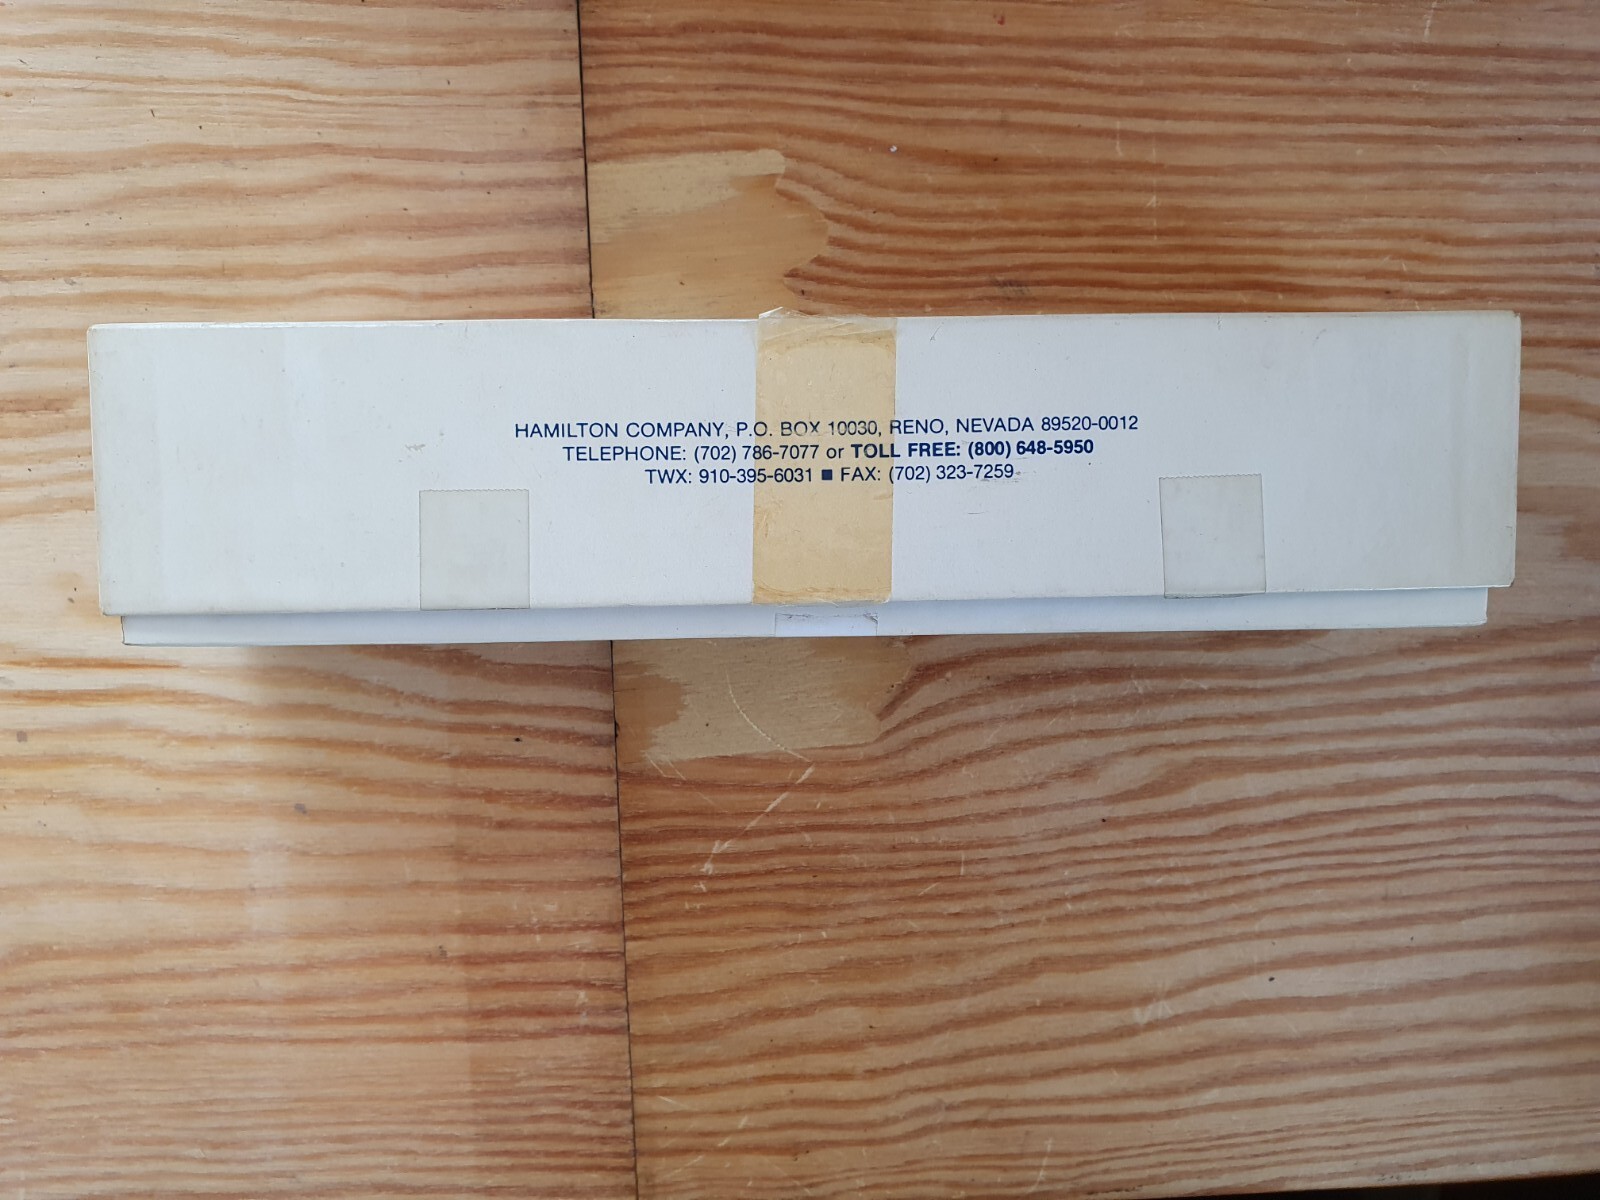 HAMILTON COMPANY, P.O. BOX 10030, RENO, NEVADA 89520-0012
TELEPHONE: (702) 786-7077 or TOLL FREE: (800) 648-5950
TWX: 910-395-6031 ■ FAX: (702) 323-7259